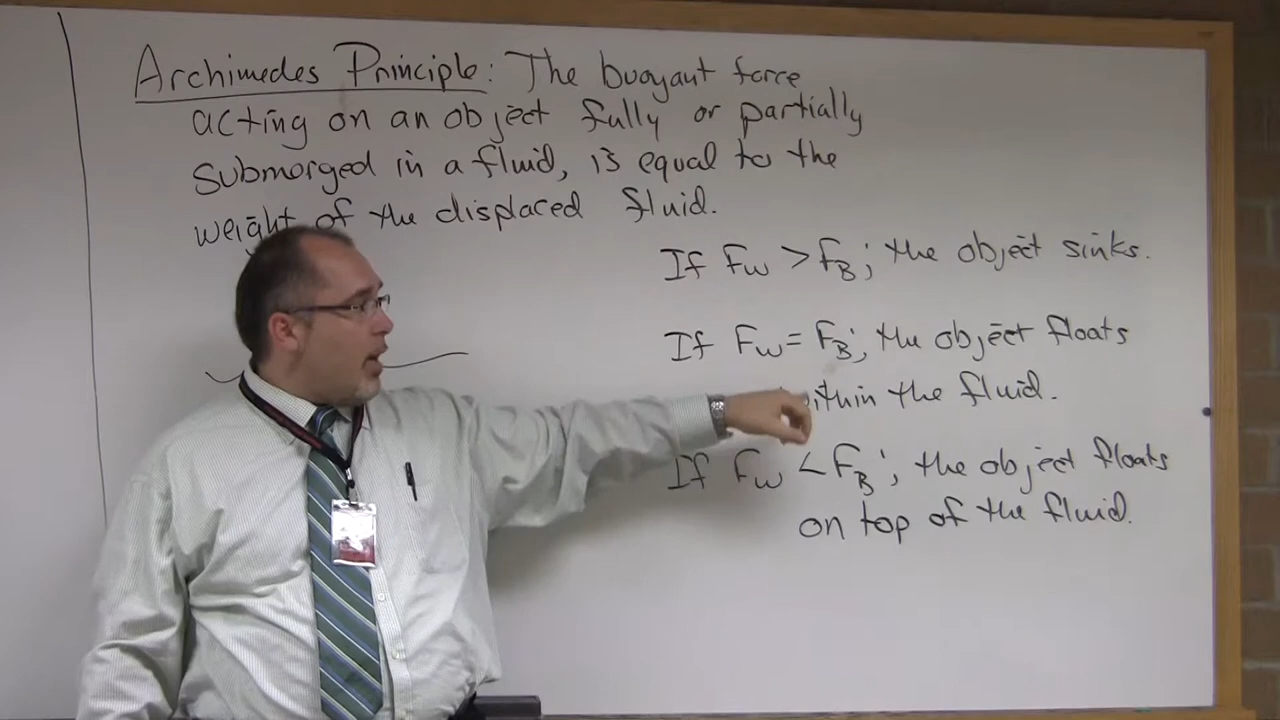 Archimedes Principle: The buoyant force
acting on an object fully or partially
submorged in a fluid, is equal to the
weight of the displaced fluid.
If Fw > FB; the object sinks.
If Fw = FB; the object floats
within the fluid.
If Fw < FB; the object floats
on top of the fluid.